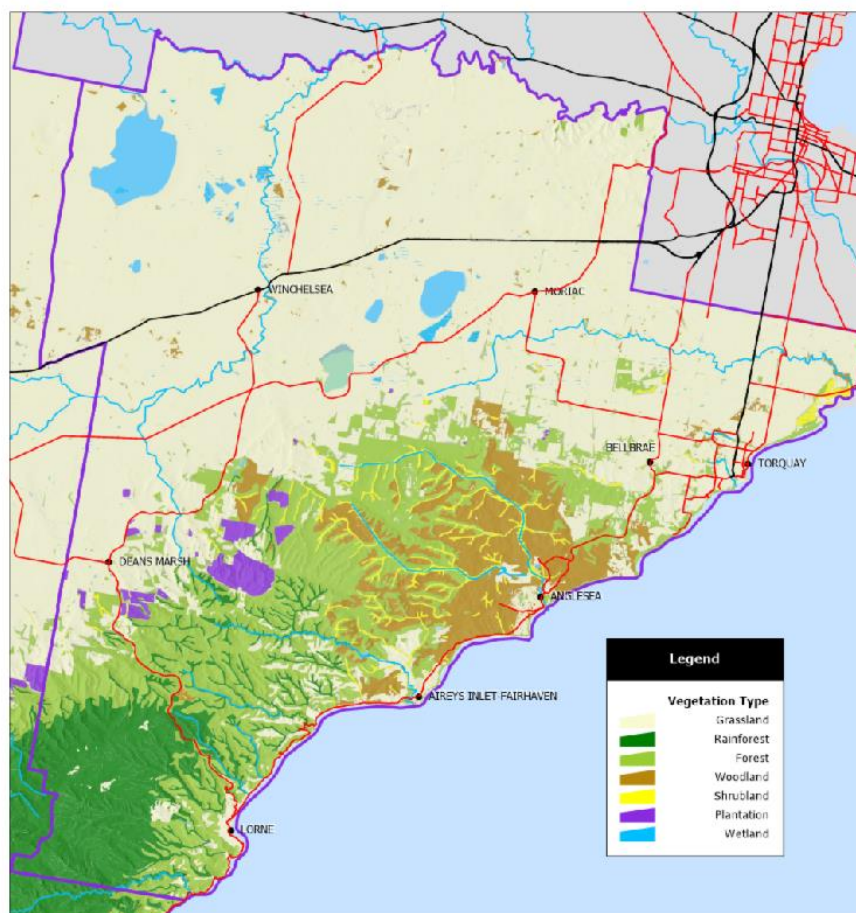 WINCHELSEA
MORIAC
BELLBRAE
TORQUAY
DEANS MARSH
ANGLESEA
AIREYS INLET-FAIRHAVEN
LORNE
Legend
Vegetation Type
Grassland
Rainforest
Forest
Woodland
Shrubland
Plantation
Wetland